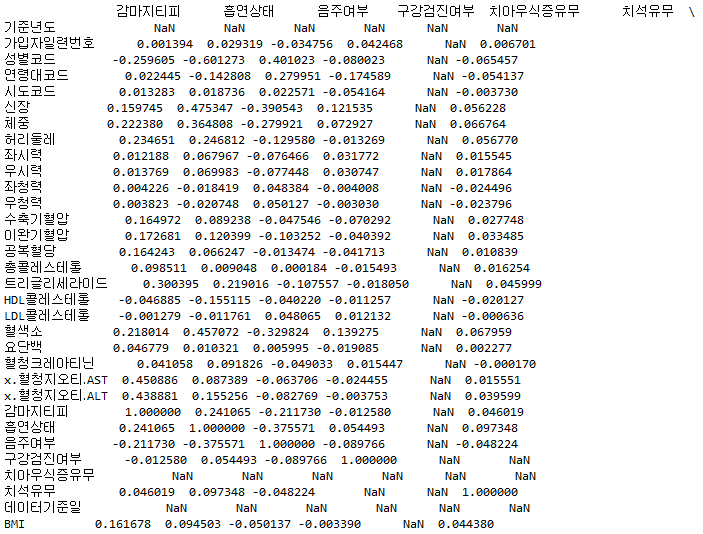 감마지티피 흡연상태 음주여부 구강검진여부 치아우식증유무 치석유무 \
기준년도 NaN NaN NaN NaN NaN NaN
가입자일련번호 0.001394 0.029319 -0.034756 0.042468 NaN 0.006701
성별코드 -0.259605 -0.601273 0.401023 -0.080023 NaN -0.065457
연령대코드 0.022445 -0.142808 0.279951 -0.174589 NaN -0.054137
시도코드 0.013283 0.018736 0.022571 -0.054164 NaN -0.003730
신장 0.159745 0.475347 -0.390543 0.121535 NaN 0.056228
체중 0.222380 0.364808 -0.279921 0.072927 NaN 0.066764
허리둘레 0.234651 0.246812 -0.129580 -0.013269 NaN 0.056770
좌시력 0.012188 0.067967 -0.076466 0.031772 NaN 0.015545
우시력 0.013769 0.069983 -0.077448 0.030747 NaN 0.017864
좌청력 0.004226 -0.018419 0.048384 -0.004008 NaN -0.024496
우청력 0.003823 -0.020748 0.050127 -0.003030 NaN -0.023796
수축기혈압 0.164972 0.089238 -0.047546 -0.070292 NaN 0.027748
이완기혈압 0.172681 0.120399 -0.103252 -0.040392 NaN 0.033485
공복혈당 0.164243 0.066247 -0.013474 -0.041713 NaN 0.010839
총콜레스테롤 0.098511 0.009048 0.000184 -0.015493 NaN 0.016254
트리글리세라이드 0.300395 0.219016 -0.107557 -0.018050 NaN 0.045999
HDL콜레스테롤 -0.046885 -0.155115 -0.040220 -0.011257 NaN -0.020127
LDL콜레스테롤 -0.001279 -0.011761 0.048065 0.012132 NaN -0.000636
혈색소 0.218014 0.457072 -0.329824 0.139275 NaN 0.067959
요단백 0.046779 0.010321 0.005995 -0.019085 NaN 0.002277
혈청크레아티닌 0.041058 0.091826 -0.049033 0.015447 NaN -0.000170
x.혈청지오티.AST 0.450886 0.087389 -0.063706 -0.024455 NaN 0.015551
x.혈청지오티.ALT 0.438881 0.155256 -0.082769 -0.003753 NaN 0.039599
감마지티피 1.000000 0.241065 -0.211730 -0.012580 NaN 0.046019
흡연상태 0.241065 1.000000 -0.375571 0.054493 NaN 0.097348
음주여부 -0.211730 -0.375571 1.000000 -0.089766 NaN -0.048224
구강검진여부 -0.012580 0.054493 -0.089766 1.000000 NaN NaN
치아우식증유무 NaN NaN NaN NaN NaN NaN
치석유무 0.046019 0.097348 -0.048224 NaN NaN 1.000000
데이터기준일 NaN NaN NaN NaN NaN NaN
BMI 0.161678 0.094503 -0.050137 -0.003390 NaN 0.044380